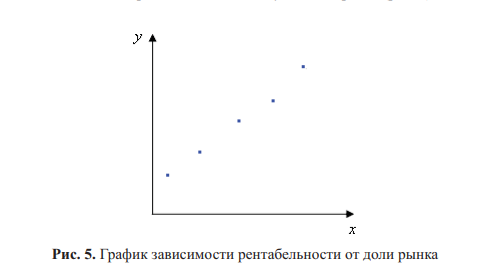 y
x
Рис. 5. График зависимости рентабельности от доли рынка